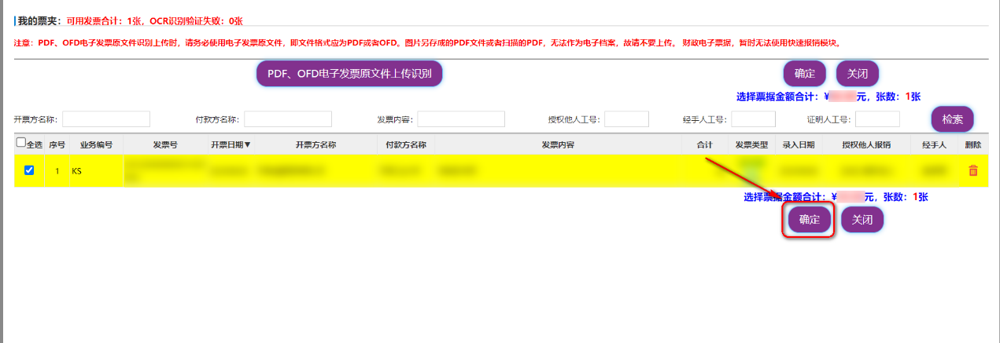 我的票夹：可用发票合计：1张，OCR识别验证失败：0张
注意：PDF、OFD电子发票原文件识别上传时，请务必使用电子发票原文件，即文件格式应为PDF或者OFD。图片另存成的PDF文件或者扫描的PDF，无法作为电子档案，故请不要上传。 财政电子票据，暂时无法使用快速报销模块。
PDF、OFD电子发票原文件上传识别 确定 关闭
选择票据金额合计：¥元，张数：1张
开票方名称： 付款方名称： 发票内容： 授权他人工号： 经手人工号： 证明人工号： 检索
全选 序号 业务编号 发票号 开票日期▼ 开票方名称 付款方名称 发票内容 合计 发票类型 录入日期 授权他人报销 经手人 删除
1 KS
选择票据金额合计：¥元，张数：1张
确定 关闭